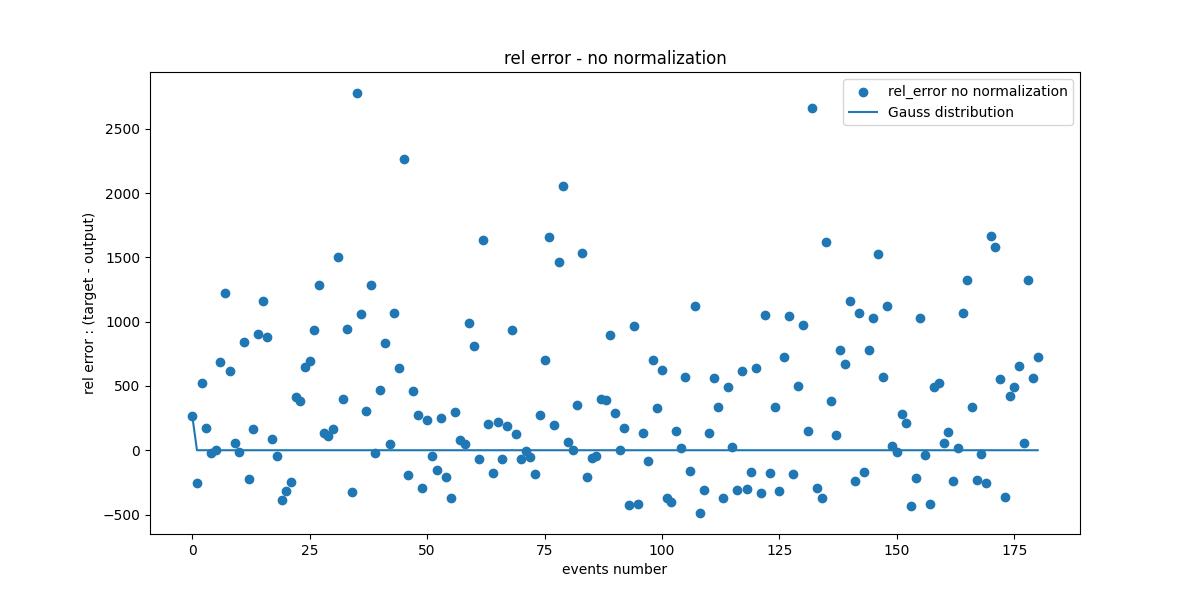 rel error - no normalization
rel_error no normalization
Gauss distribution
2500
2000
1500
1000
500
0
−500
rel error : (target - output)
0 25 50 75 100 125 150 175
events number